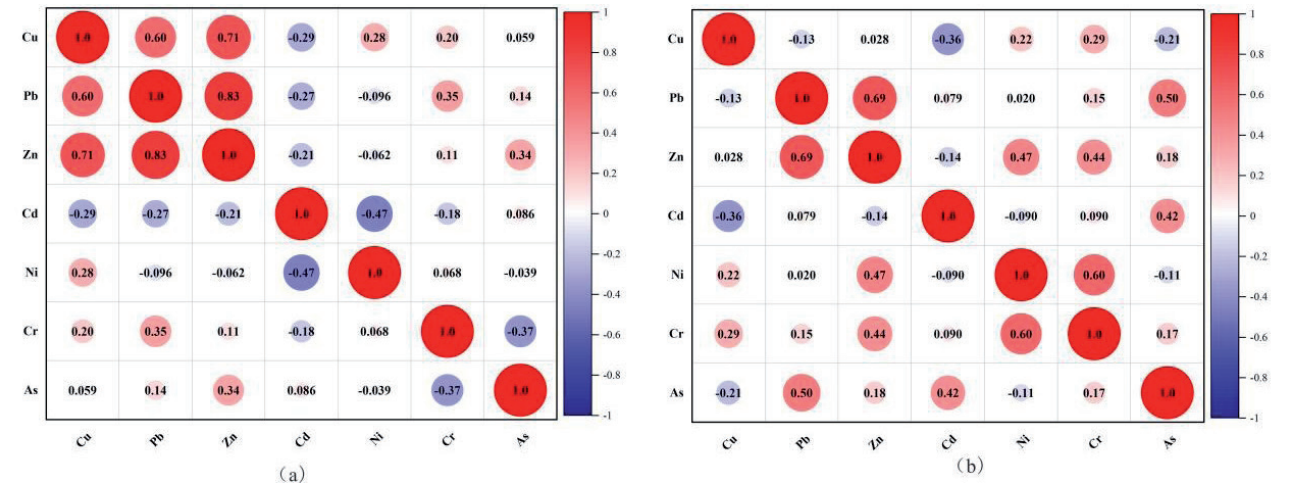 Cu 1.0 0.60 0.71 -0.29 0.28 0.20 0.059
Pb 0.60 1.0 0.83 -0.27 -0.096 0.35 0.14
Zn 0.71 0.83 1.0 -0.21 -0.062 0.11 0.34
Cd -0.29 -0.27 -0.21 1.0 -0.47 -0.18 0.086
Ni 0.28 -0.096 -0.062 -0.47 1.0 0.068 -0.039
Cr 0.20 0.35 0.11 -0.18 0.068 1.0 -0.37
As 0.059 0.14 0.34 0.086 -0.039 -0.37 1.0
Cu Pb Zn Cd Ni Cr As
1
0.8
0.6
0.4
0.2
0
-0.2
-0.4
-0.6
-0.8
-1
(a)
Cu 1.0 -0.13 0.028 -0.36 0.22 0.29 -0.21
Pb -0.13 1.0 0.69 0.079 0.020 0.15 0.50
Zn 0.028 0.69 1.0 -0.14 0.47 0.44 0.18
Cd -0.36 0.079 -0.14 1.0 -0.090 0.090 0.42
Ni 0.22 0.020 0.47 -0.090 1.0 0.60 -0.11
Cr 0.29 0.15 0.44 0.090 0.60 1.0 0.17
As -0.21 0.50 0.18 0.42 -0.11 0.17 1.0
Cu Pb Zn Cd Ni Cr As
1
0.8
0.6
0.4
0.2
0
-0.2
-0.4
-0.6
-0.8
-1
(b)